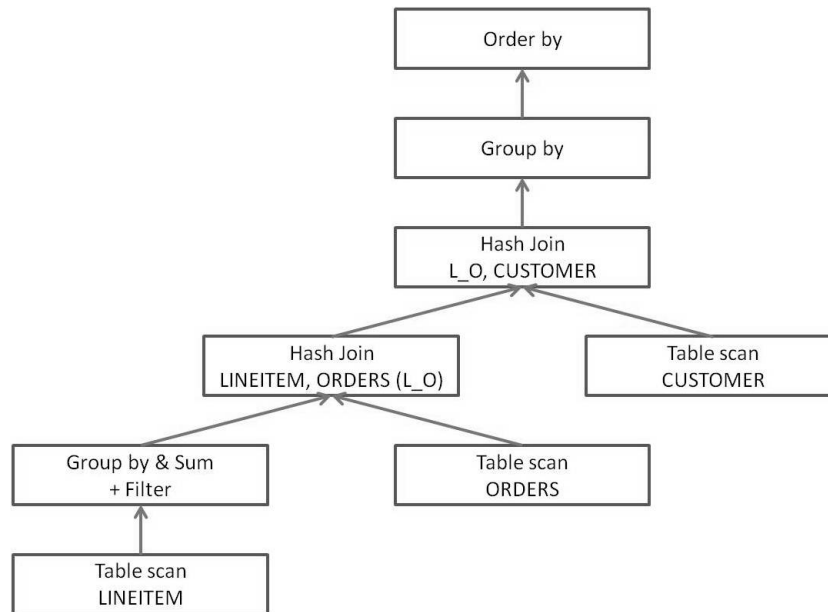 Order by
Group by
Hash Join
L_O, CUSTOMER
Hash Join
LINEITEM, ORDERS (L_O)
Table scan
CUSTOMER
Group by & Sum
+ Filter
Table scan
ORDERS
Table scan
LINEITEM